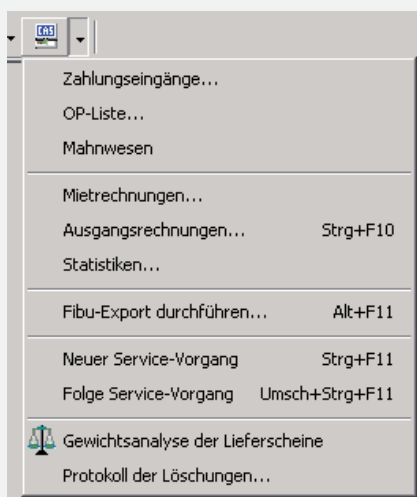 CAS
Zahlungseingänge...
OP-Liste...
Mahnwesen
Mietrechnungen...
Ausgangsrechnungen... Strg+F10
Statistiken...
Fibu-Export durchführen... Alt+F11
Neuer Service-Vorgang Strg+F11
Folge Service-Vorgang Umsch+Strg+F11
Gewichtsanalyse der Lieferscheine
Protokoll der Löschungen...